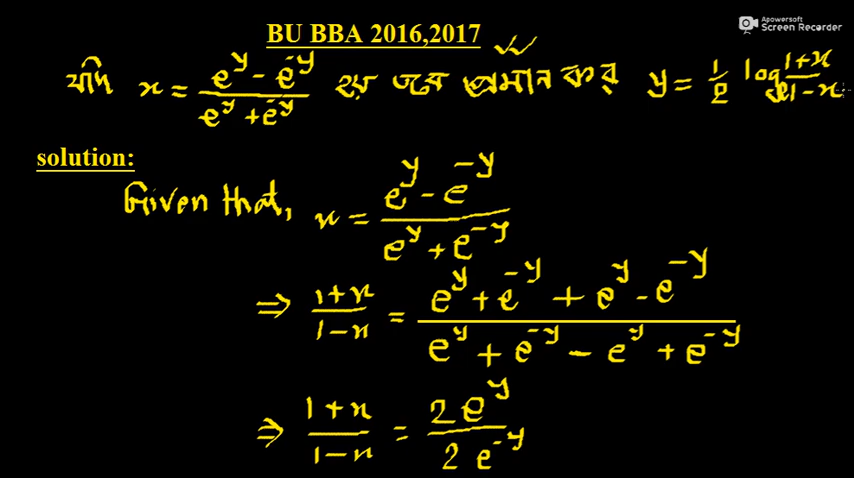 BU BBA 2016,2017
Apowersoft
Screen Recorder
যদি x = (e^y - e^-y)/(e^y + e^-y) হয় তবে প্রমান কর y = 1/2 log_e (1+x)/(1-x)
solution:
Given that, x = (e^y - e^-y)/(e^y + e^-y)
⇒ (1+x)/(1-x) = (e^y + e^-y + e^y - e^-y)/(e^y + e^-y - e^y + e^-y)
⇒ (1+x)/(1-x) = 2e^y/2e^-y